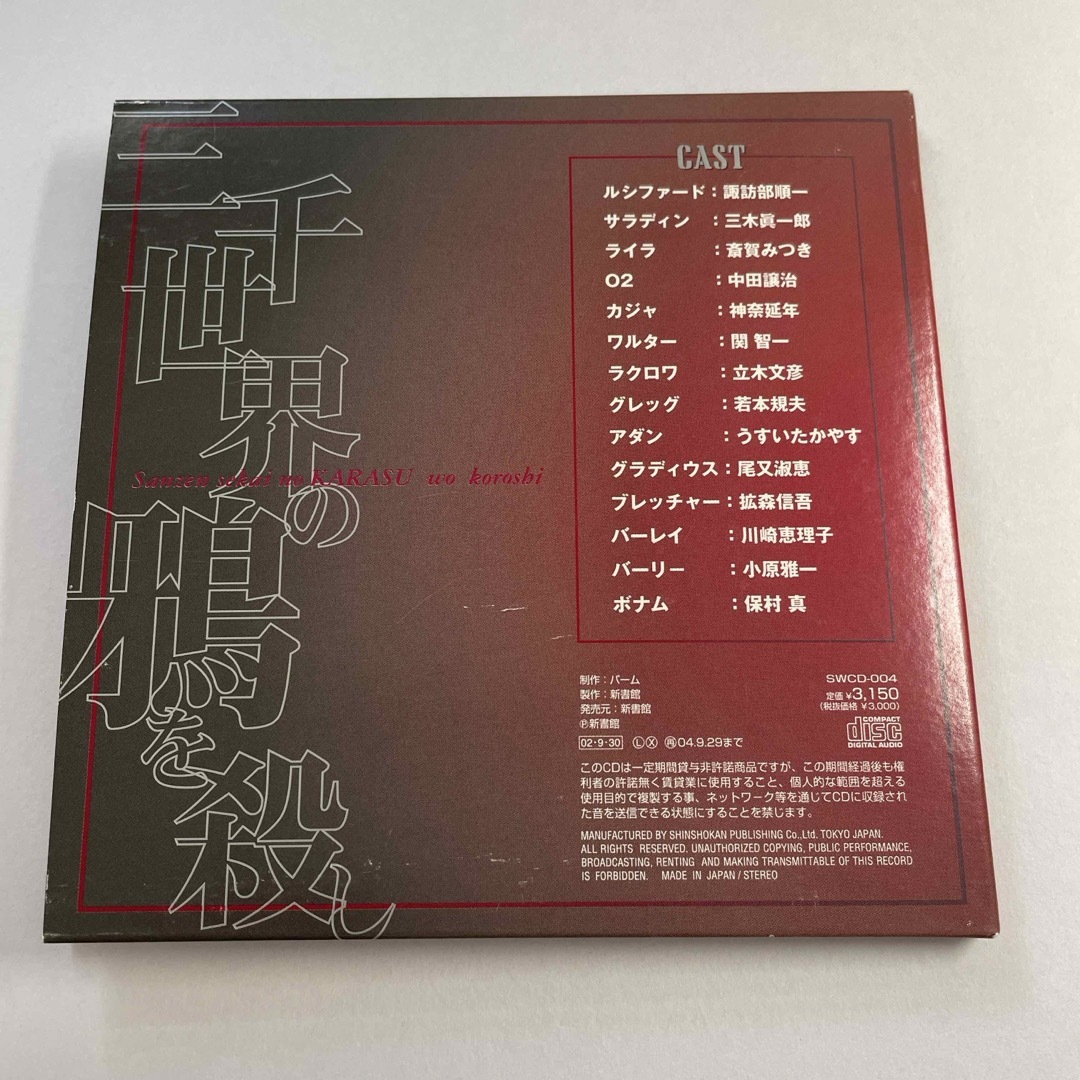 三千世界の鴉を殺し
Sanzen sekai no KARASU wo koroshi
CAST
ルシファード：諏訪部順一
サラディン ：三木眞一郎
ライラ ：斎賀みつき
O2 ：中田譲治
カジャ ：神奈延年
ワルター ：関 智一
ラクロワ ：立木文彦
グレッグ ：若本規夫
アダン ：うすいたかやす
グラディウス：尾又淑恵
ブレッチャー：拡森信吾
バーレイ ：川崎恵理子
バーリー ：小原雅一
ボナム ：保村 真
制作：バーム
製作：新書館
発売元：新書館
℗新書館
SWCD-004
定価 ¥3,150
(税抜価格 ¥3,000)
COMPACT
disc
DIGITAL AUDIO
02・9・30 Ⓛ Ⓧ ㊞04.9.29まで
このCDは一定期間貸与非許諾商品ですが、この期間経過後も権
利者の許諾無く賃貸業に使用すること、個人的な範囲を超える
使用目的で複製する事、ネットワーク等を通じてCDに収録され
た音を送信できる状態にすることを禁じます。
MANUFACTURED BY SHINSHOKAN PUBLISHING Co.,Ltd. TOKYO JAPAN.
ALL RIGHTS RESERVED. UNAUTHORIZED COPYING, PUBLIC PERFORMANCE,
BROADCASTING, RENTING AND MAKING TRANSMITTABLE OF THIS RECORD
IS FORBIDDEN. MADE IN JAPAN / STEREO